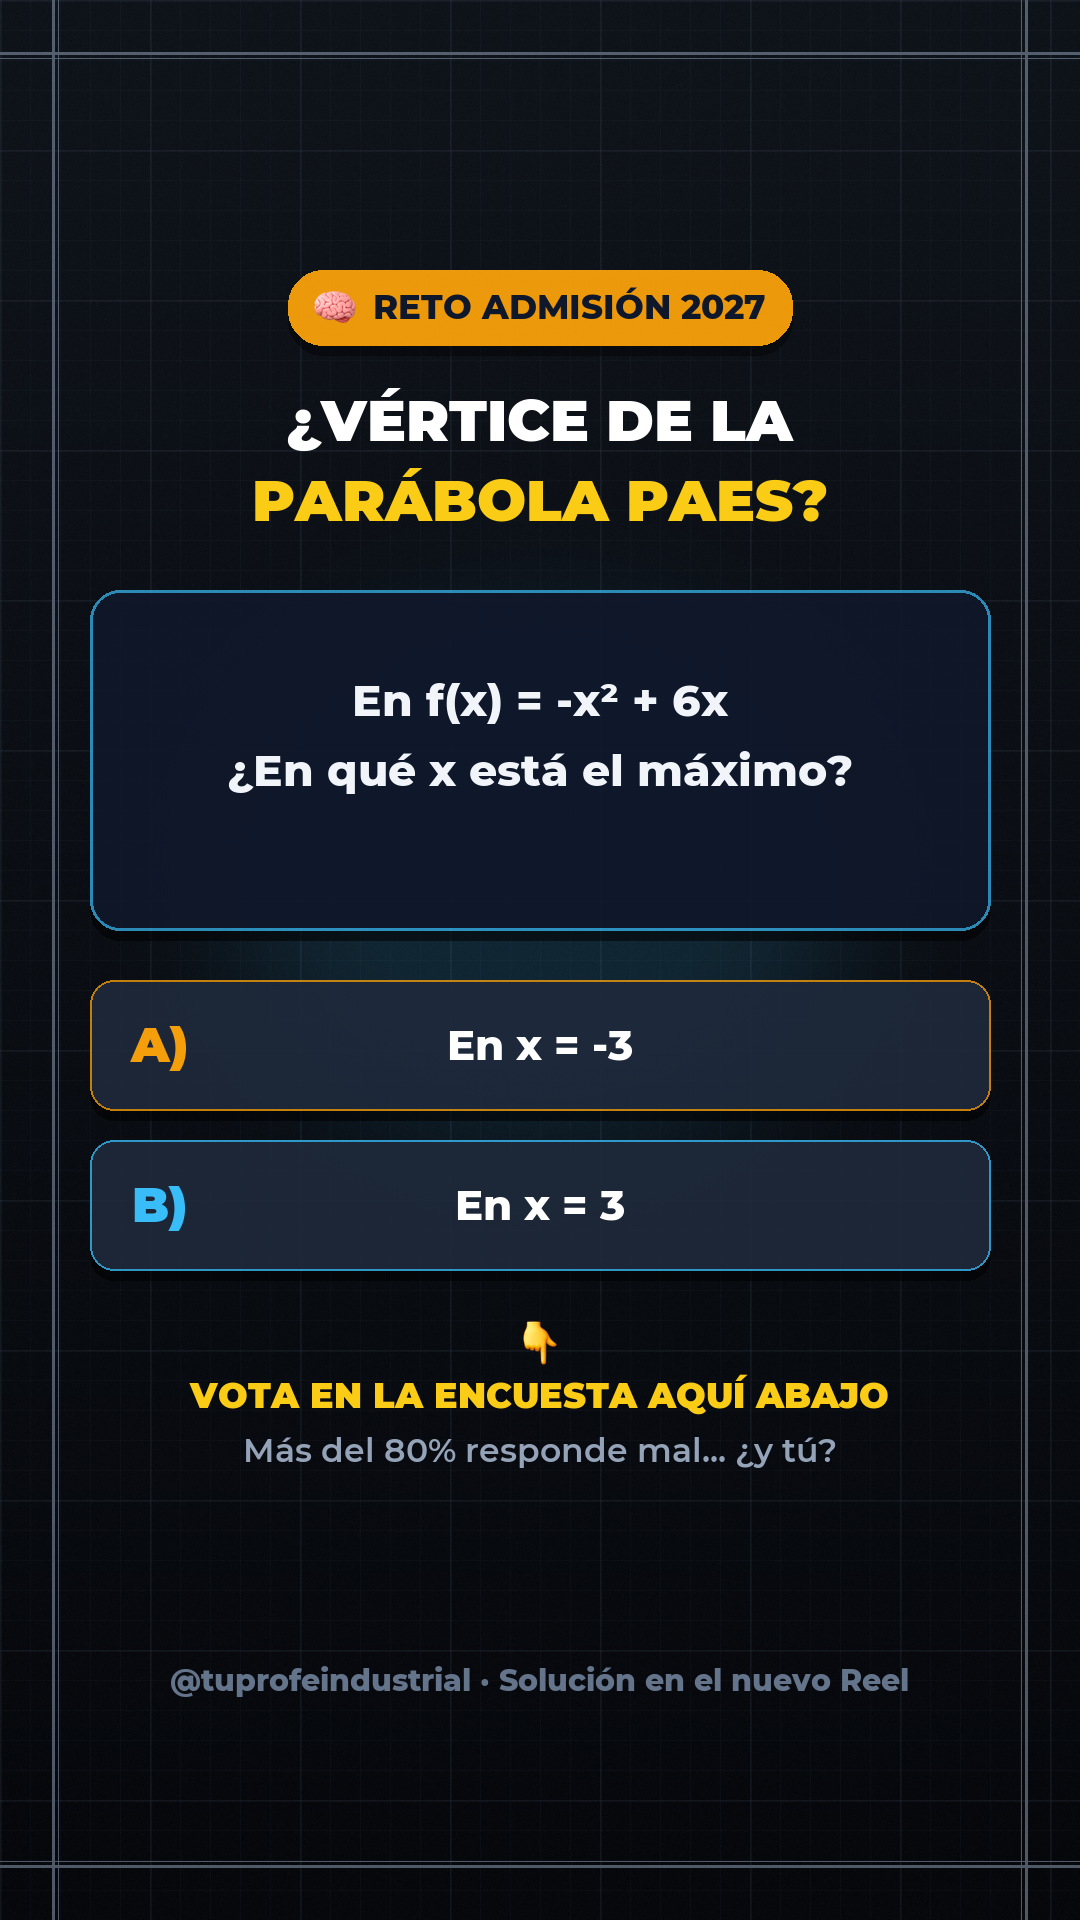 🧠 RETO ADMISIÓN 2027
¿VÉRTICE DE LA
PARÁBOLA PAES?
En f(x) = -x² + 6x
¿En qué x está el máximo?
A) En x = -3
B) En x = 3
👇
VOTA EN LA ENCUESTA AQUÍ ABAJO
Más del 80% responde mal... ¿y tú?
@tuprofeindustrial • Solución en el nuevo Reel